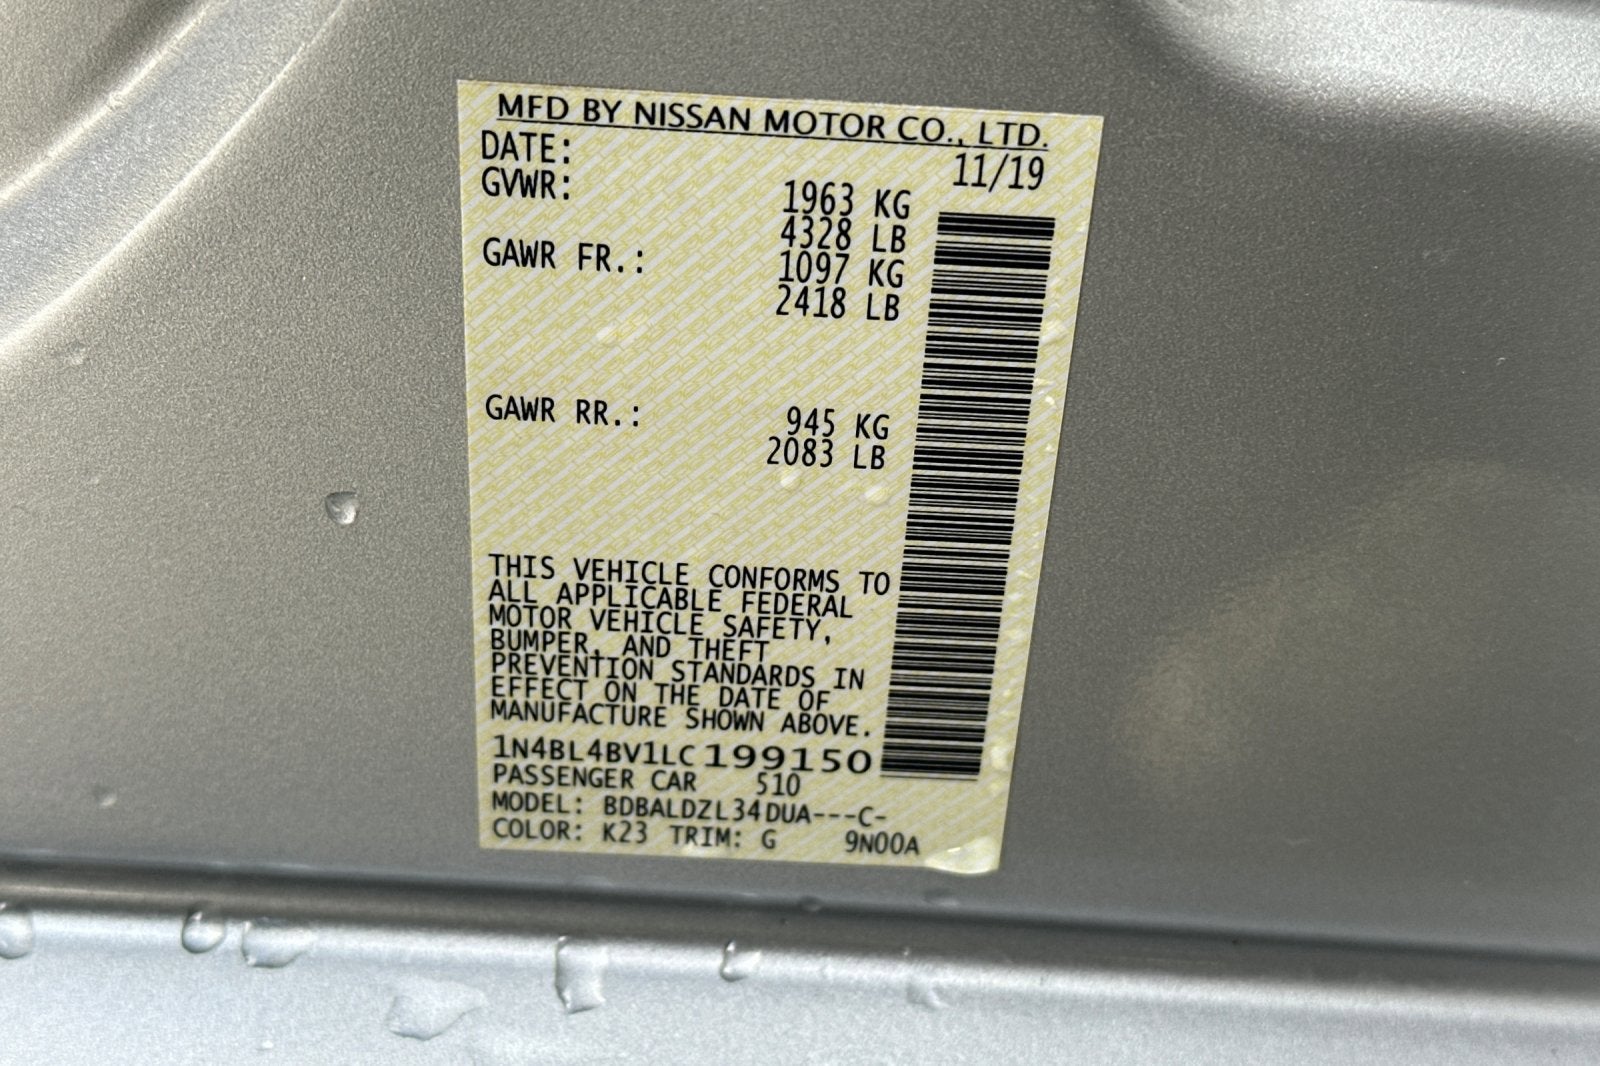 MFD BY NISSAN MOTOR CO., LTD.
DATE: 11/19
GVWR: 1963 KG
4328 LB
GAWR FR.: 1097 KG
2418 LB
GAWR RR.: 945 KG
2083 LB
THIS VEHICLE CONFORMS TO
ALL APPLICABLE FEDERAL
MOTOR VEHICLE SAFETY,
BUMPER, AND THEFT
PREVENTION STANDARDS IN
EFFECT ON THE DATE OF
MANUFACTURE SHOWN ABOVE.
1N4BL4BV1LC199150
PASSENGER CAR 510
MODEL: BDBALDZL34DUA---C-
COLOR: K23 TRIM: G 9N00A